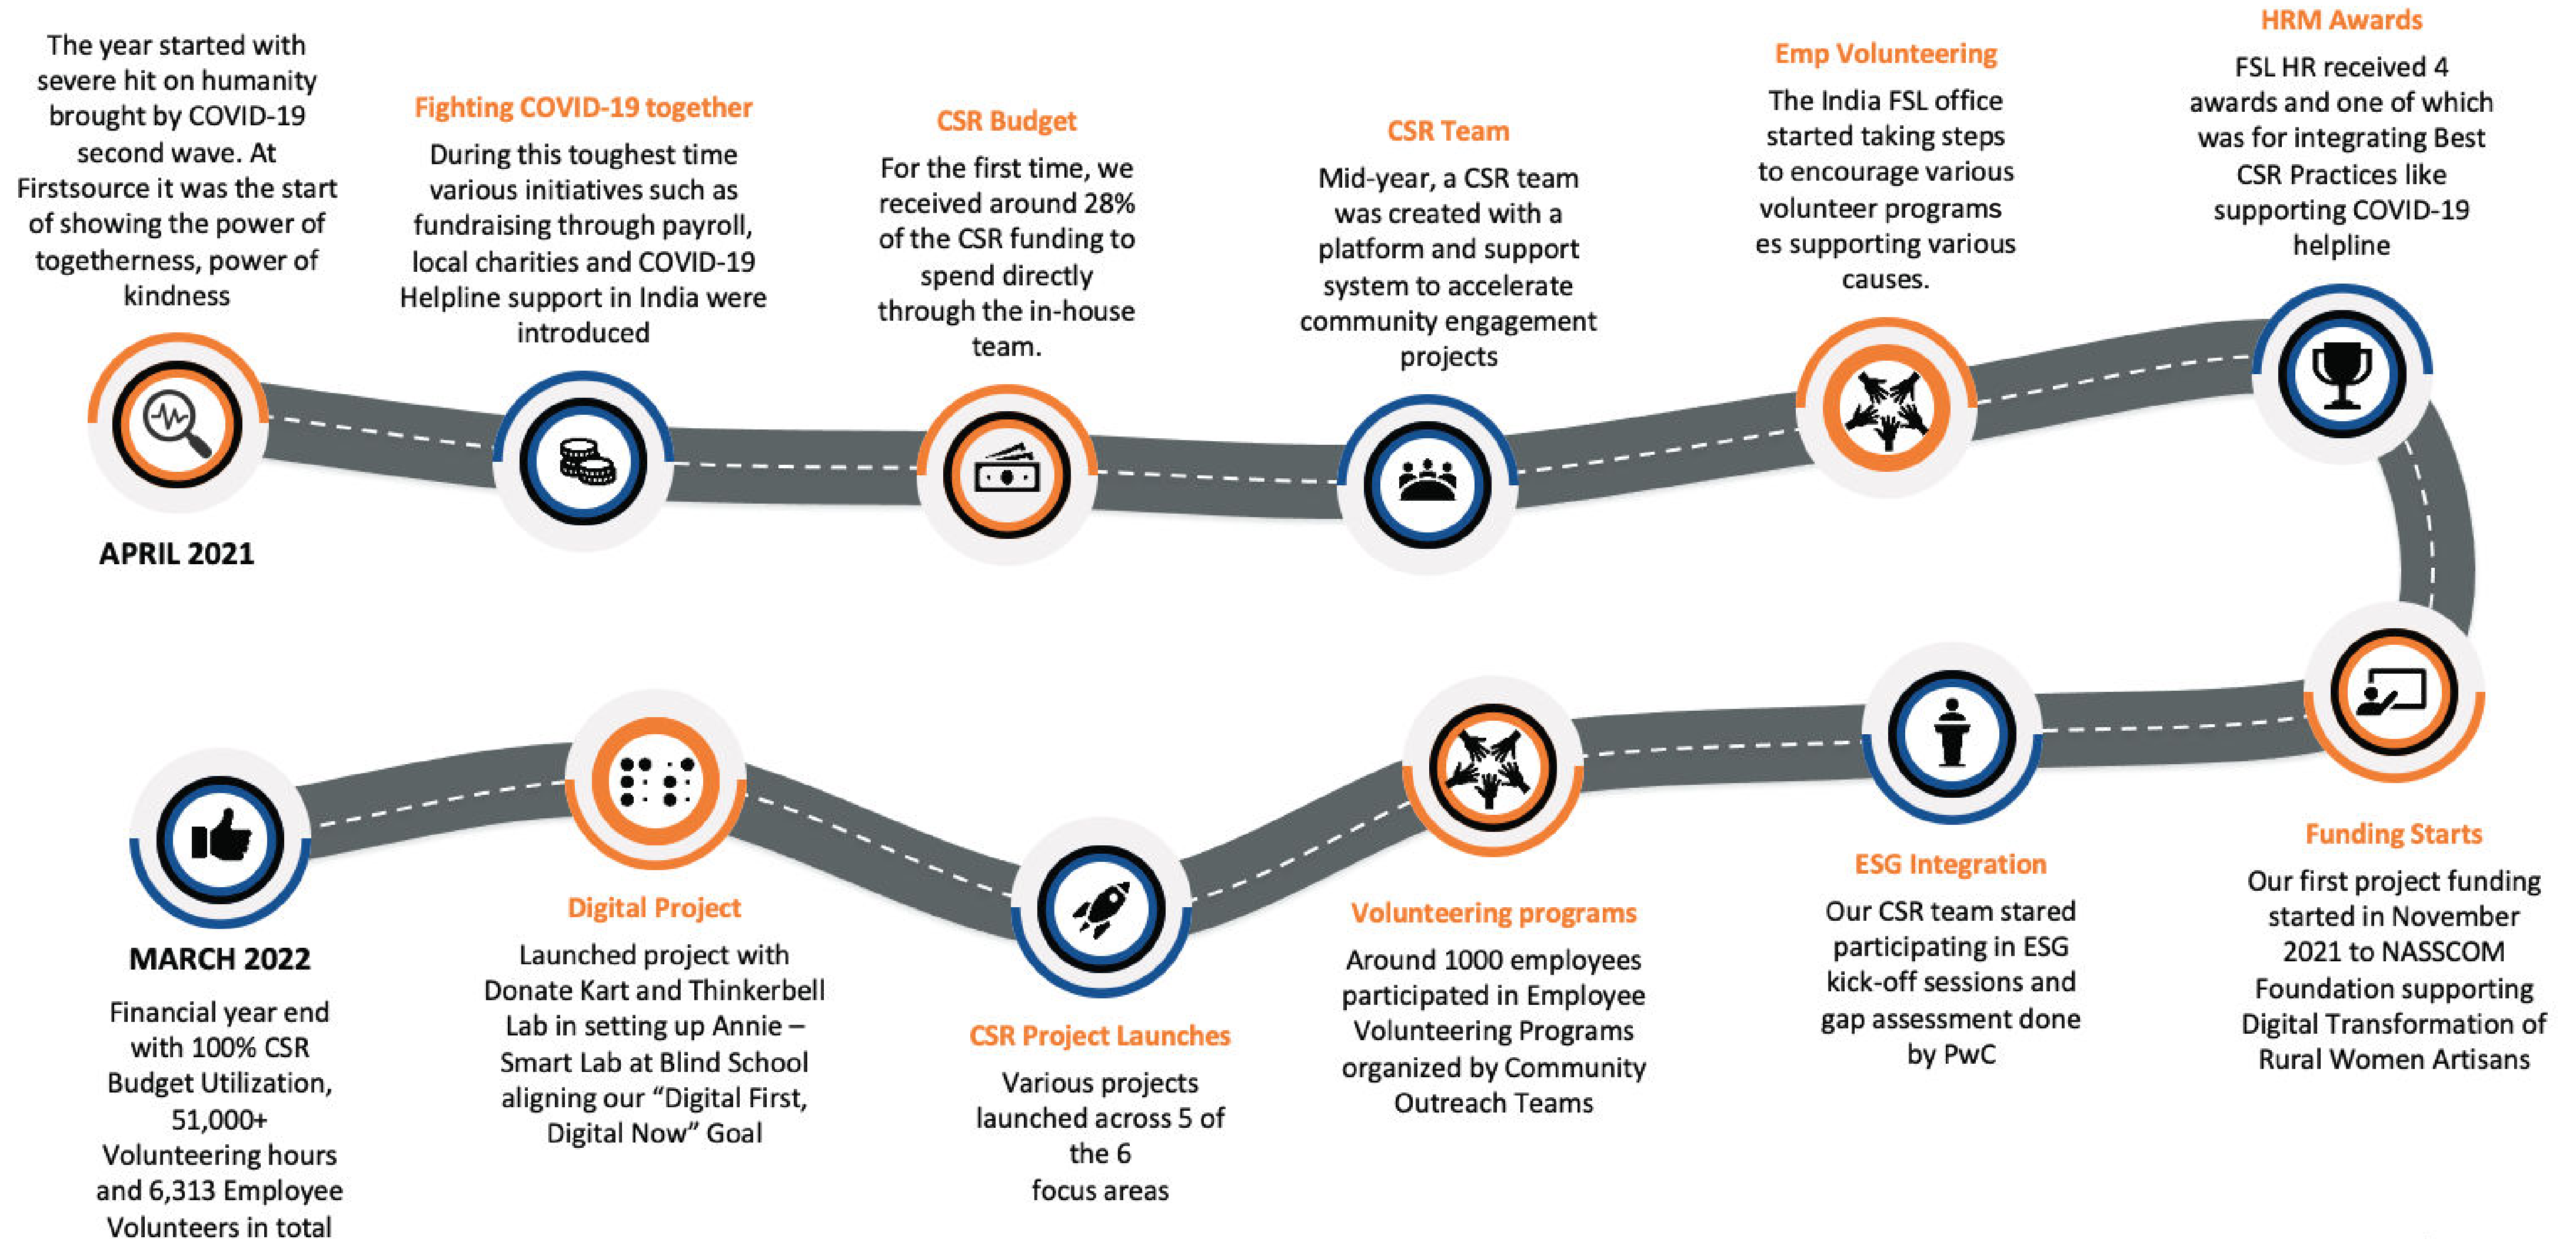 The year started with
severe hit on humanity
brought by COVID-19
second wave. At
Firstsource it was the start
of showing the power of
togetherness, power of
kindness
APRIL 2021
Fighting COVID-19 together
During this toughest time
various initiatives such as
fundraising through payroll,
local charities and COVID-19
Helpline support in India were
introduced
CSR Budget
For the first time, we
received around 28%
of the CSR funding to
spend directly
through the in-house
team.
CSR Team
Mid-year, a CSR team
was created with a
platform and support
system to accelerate
community engagement
projects
Emp Volunteering
The India FSL office
started taking steps
to encourage various
volunteer programs
es supporting various
causes.
HRM Awards
FSL HR received 4
awards and one of which
was for integrating Best
CSR Practices like
supporting COVID-19
helpline
Funding Starts
Our first project funding
started in November
2021 to NASSCOM
Foundation supporting
Digital Transformation of
Rural Women Artisans
ESG Integration
Our CSR team stared
participating in ESG
kick-off sessions and
gap assessment done
by PwC
Volunteering programs
Around 1000 employees
participated in Employee
Volunteering Programs
organized by Community
Outreach Teams
CSR Project Launches
Various projects
launched across 5 of
the 6
focus areas
Digital Project
Launched project with
Donate Kart and Thinkerbell
Lab in setting up Annie –
Smart Lab at Blind School
aligning our “Digital First,
Digital Now” Goal
MARCH 2022
Financial year end
with 100% CSR
Budget Utilization,
51,000+
Volunteering hours
and 6,313 Employee
Volunteers in total